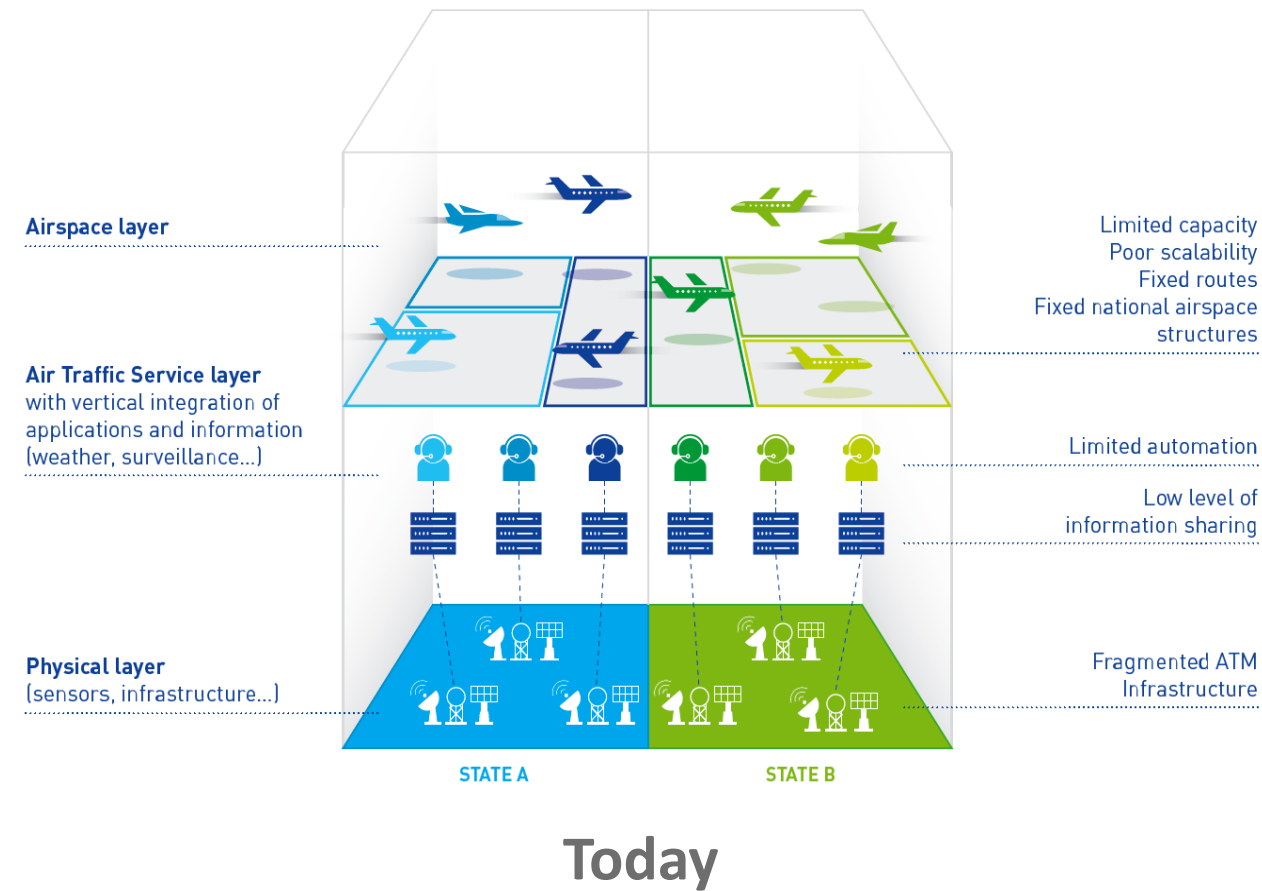 Airspace layer
Air Traffic Service layer
with vertical integration of
applications and information
(weather, surveillance...)
Physical layer
(sensors, infrastructure...)
Limited capacity
Poor scalability
Fixed routes
Fixed national airspace
structures
Limited automation
Low level of
information sharing
Fragmented ATM
Infrastructure
STATE A
STATE B
Today